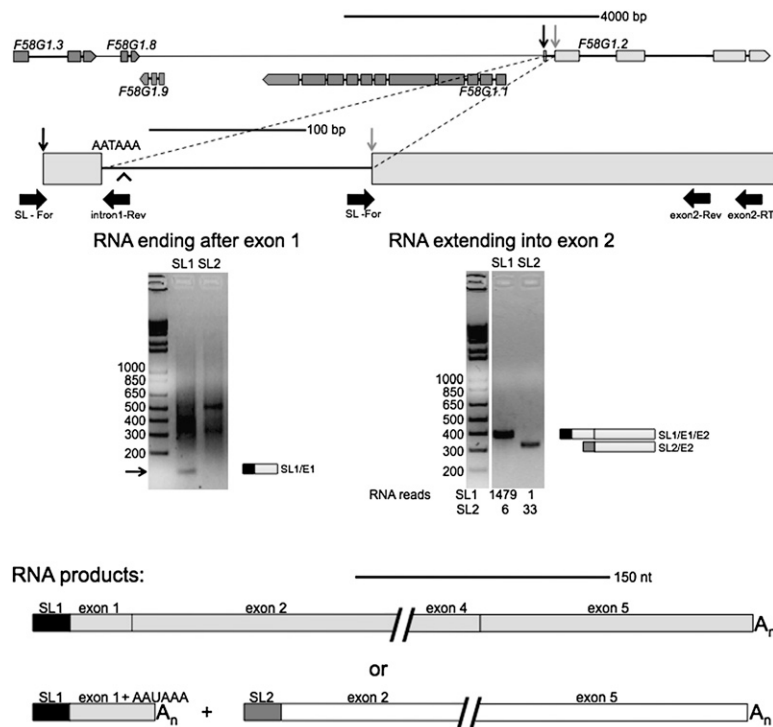 4000 bp
F58G1.3 F58G1.8 F58G1.2
F58G1.9 F58G1.1
100 bp
AATAAA
SL - For intron1-Rev SL -For exon2-Rev exon2-RT
RNA ending after exon 1 RNA extending into exon 2
SL1 SL2 SL1 SL2
1000
850
650
500
400
300
200
SL1/E1
1000
850
650
500
400
300
200
SL1/E1/E2
SL2/E2
RNA reads SL1 1479 1
SL2 6 33
RNA products:
150 nt
SL1 exon 1 exon 2 exon 4 exon 5
An
or
SL1 exon 1 + AAUAAA An + SL2 exon 2 exon 5 An